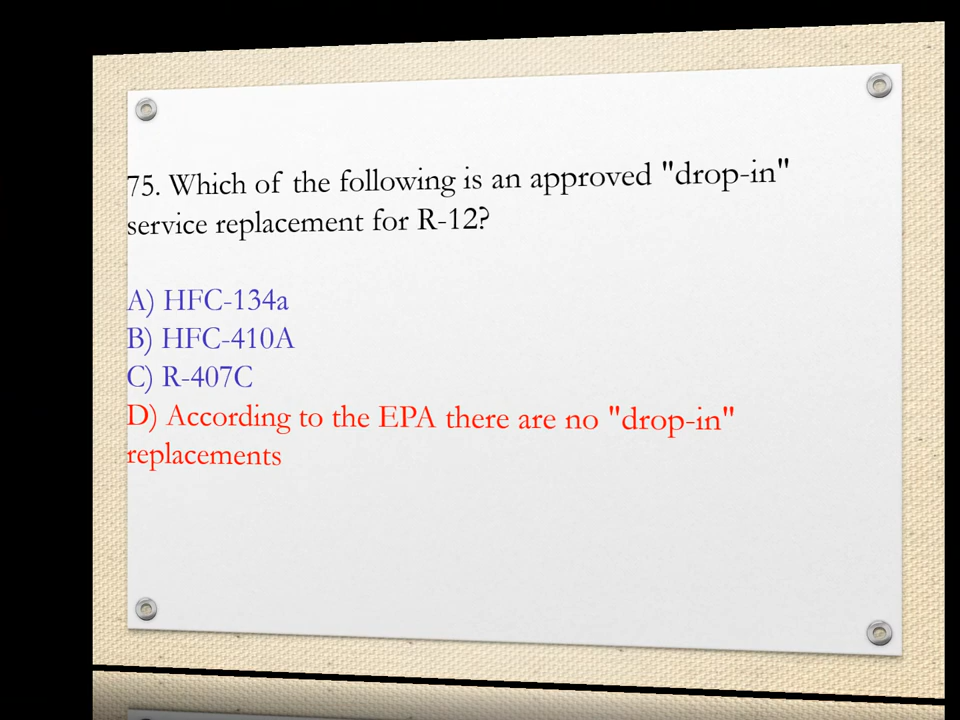 75. Which of the following is an approved "drop-in"
service replacement for R-12?
A) HFC-134a
B) HFC-410A
C) R-407C
D) According to the EPA there are no "drop-in"
replacements